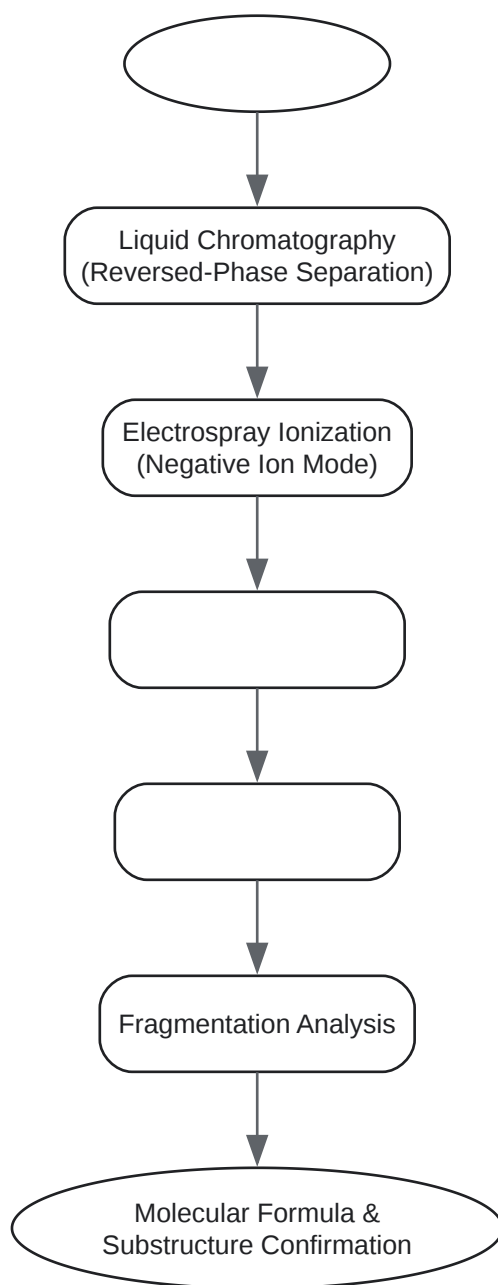 Liquid Chromatography
(Reversed-Phase Separation)
Electrospray Ionization
(Negative Ion Mode)
Fragmentation Analysis
Molecular Formula &
Substructure Confirmation